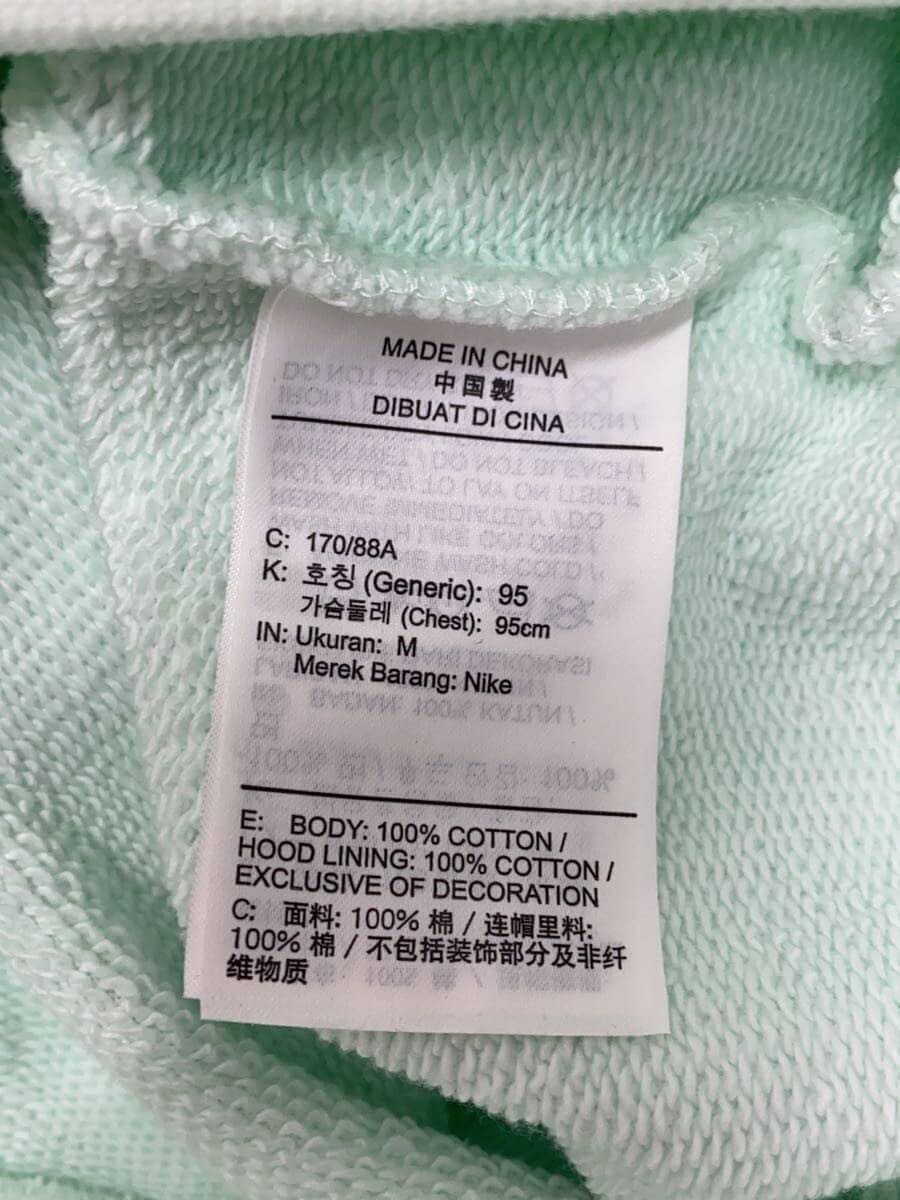 MADE IN CHINA
中国製
DIBUAT DI CINA
C: 170/88A
K: 호칭 (Generic): 95
가슴둘레 (Chest): 95cm
IN: Ukuran: M
Merek Barang: Nike
E: BODY: 100% COTTON /
HOOD LINING: 100% COTTON /
EXCLUSIVE OF DECORATION
C: 面料: 100% 棉 / 连帽里料:
100% 棉 / 不包括装饰部分及非纤
维物质